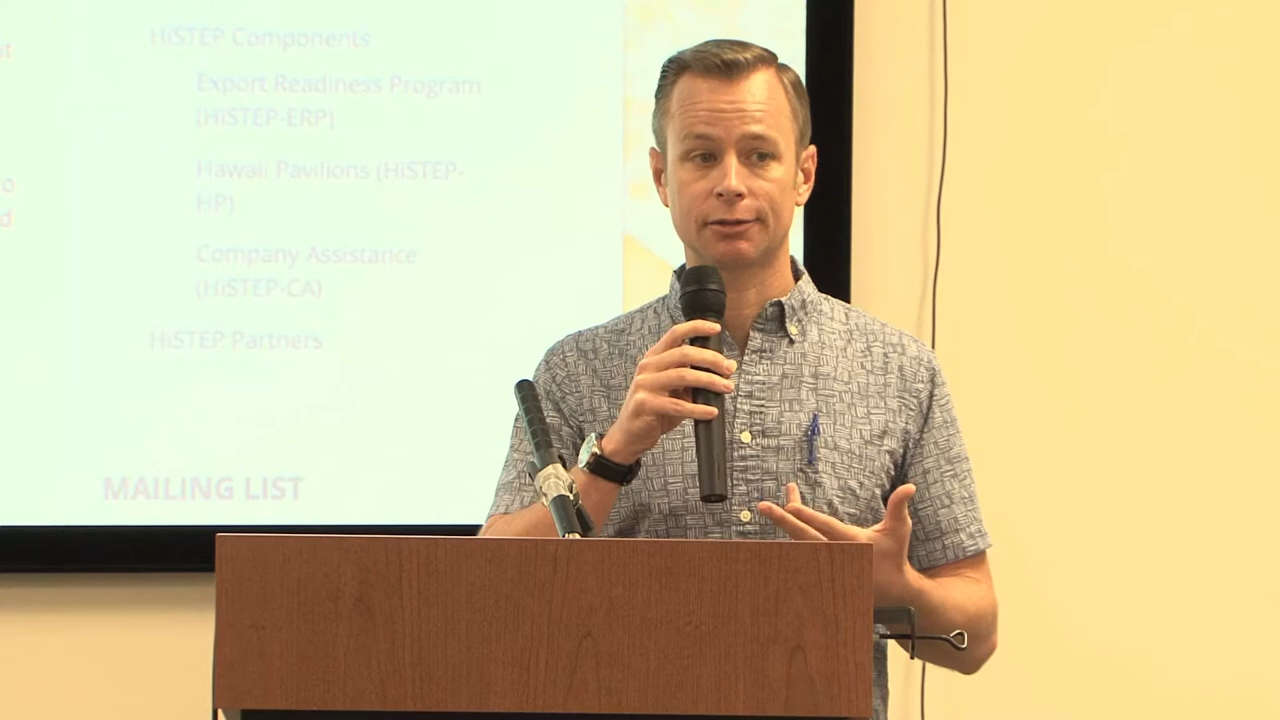 HiSTEP Components
Export Readiness Program
(HiSTEP-ERP)
Hawaii Pavilions (HiSTEP-
HP)
Company Assistance
(HiSTEP-CA)
HiSTEP Partners
MAILING LIST